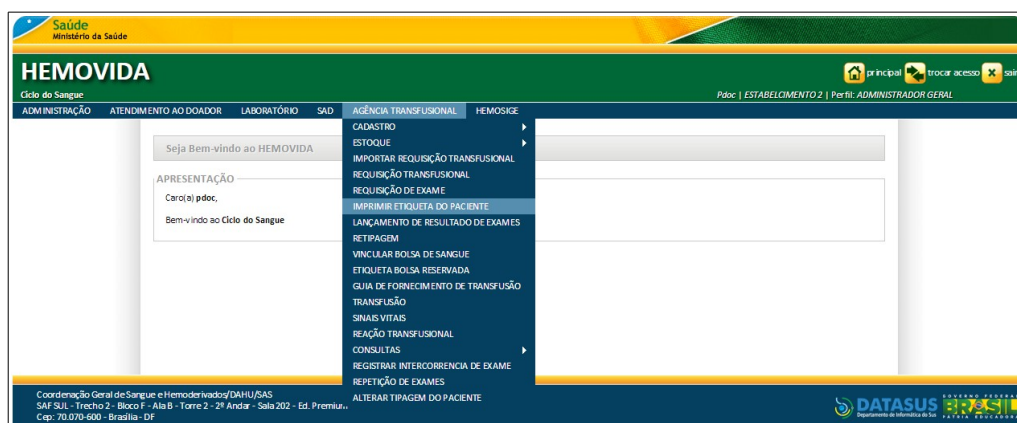 Saúde
Ministério da Saúde
HEMOVIDA
Ciclo do Sangue
principal trocar acesso sair
Pdoc | ESTABELCIMENTO 2 | Perfil: ADMINISTRADOR GERAL
ADMINISTRAÇÃO ATENDIMENTO AO DOADOR LABORATÓRIO SAD AGÊNCIA TRANSFUSIONAL HEMOSIGE
CADASTRO
ESTOQUE
IMPORTAR REQUISIÇÃO TRANSFUSIONAL
REQUISIÇÃO TRANSFUSIONAL
REQUISIÇÃO DE EXAME
IMPRIMIR ETIQUETA DO PACIENTE
LANÇAMENTO DE RESULTADO DE EXAMES
RETIPAGEM
VINCULAR BOLSA DE SANGUE
ETIQUETA BOLSA RESERVADA
GUIA DE FORNECIMENTO DE TRANSFUSÃO
TRANSFUSÃO
SINAIS VITAIS
REAÇÃO TRANSFUSIONAL
CONSULTAS
REGISTRAR INTERCORRENCIA DE EXAME
REPETIÇÃO DE EXAMES
ALTERAR TIPAGEM DO PACIENTE
Seja Bem-vindo ao HEMOVIDA
APRESENTAÇÃO
Caro(a) pdoc,
Bem-vindo ao Ciclo do Sangue
Coordenação Geral de Sangue e Hemoderivados/DAHU/SAS
SAF SUL - Trecho 2 - Bloco F - Ala B - Torre 2 - 2º Andar - Sala 202 - Ed. Premium
Cep: 70.070-600 - Brasília - DF
DATASUS
Departamento de Informática do Sus
GOVERNO FEDERAL
BRASIL
PÁTRIA EDUCADORA